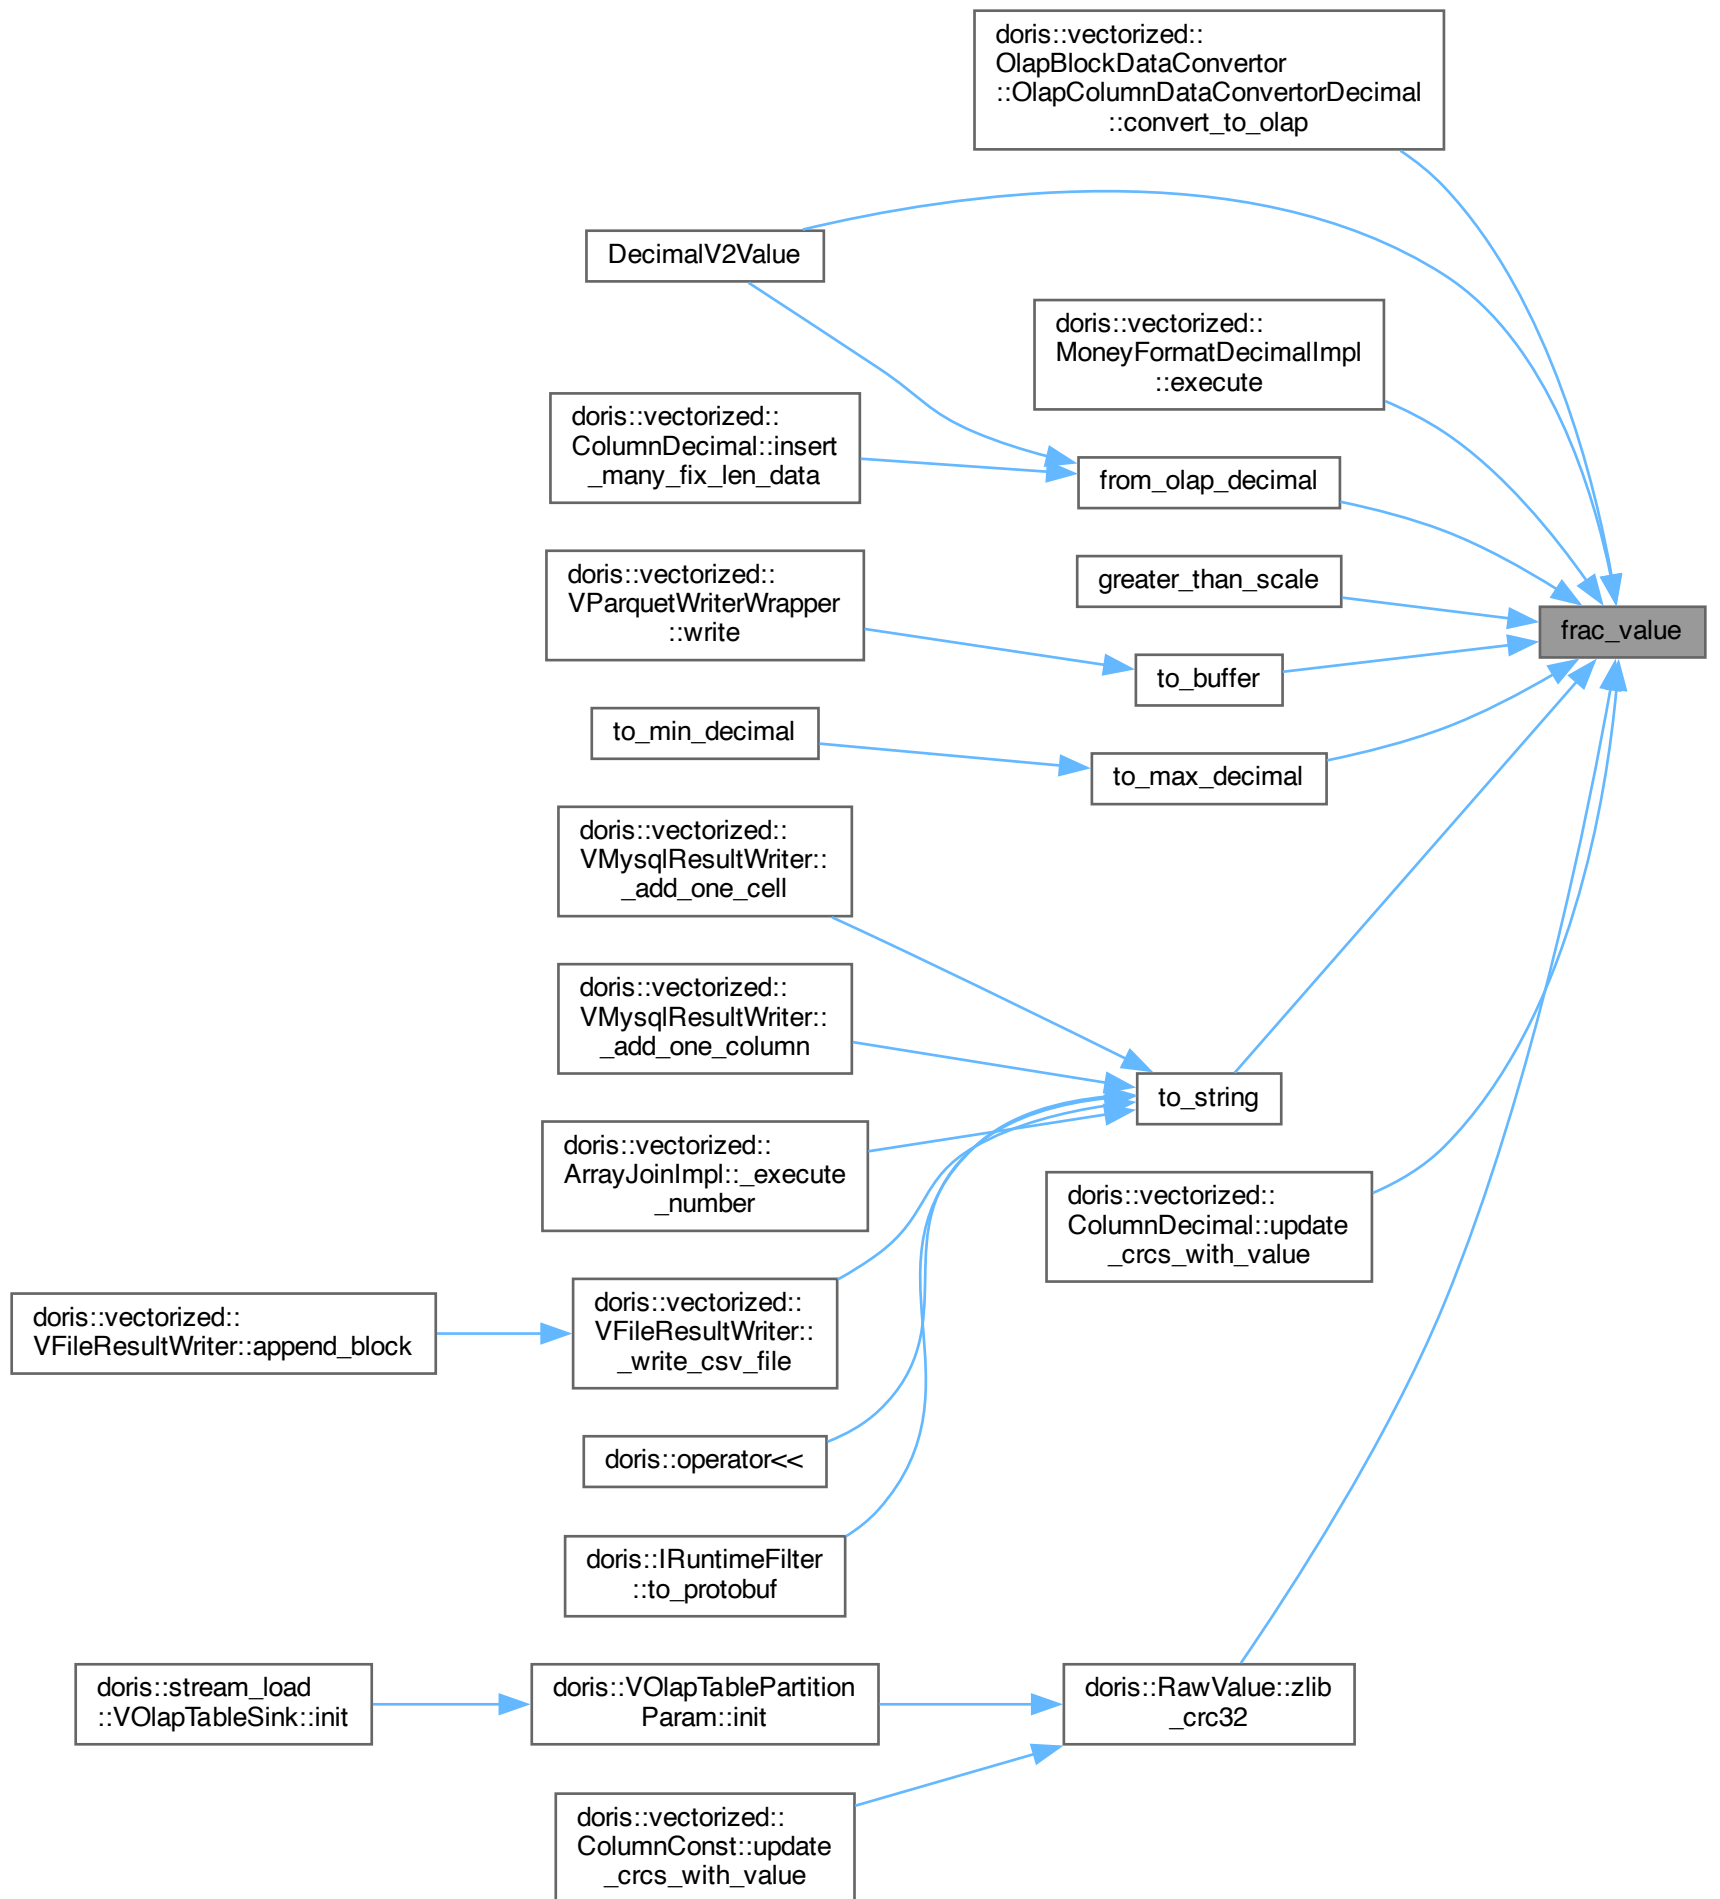 doris::vectorized::
OlapBlockDataConvertor
::OlapColumnDataConvertorDecimal
::convert_to_olap
DecimalV2Value
doris::vectorized::
MoneyFormatDecimalImpl
::execute
doris::vectorized::
ColumnDecimal::insert
_many_fix_len_data
from_olap_decimal
doris::vectorized::
VParquetWriterWrapper
::write
greater_than_scale
frac_value
to_buffer
to_min_decimal
to_max_decimal
doris::vectorized::
VMysqlResultWriter::
_add_one_cell
doris::vectorized::
VMysqlResultWriter::
_add_one_column
to_string
doris::vectorized::
ArrayJoinImpl::_execute
_number
doris::vectorized::
ColumnDecimal::update
_crcs_with_value
doris::vectorized::
VFileResultWriter::append_block
doris::vectorized::
VFileResultWriter::
_write_csv_file
doris::operator<<
doris::IRuntimeFilter
::to_protobuf
doris::stream_load
::VOlapTableSink::init
doris::VOlapTablePartition
Param::init
doris::RawValue::zlib
_crc32
doris::vectorized::
ColumnConst::update
_crcs_with_value